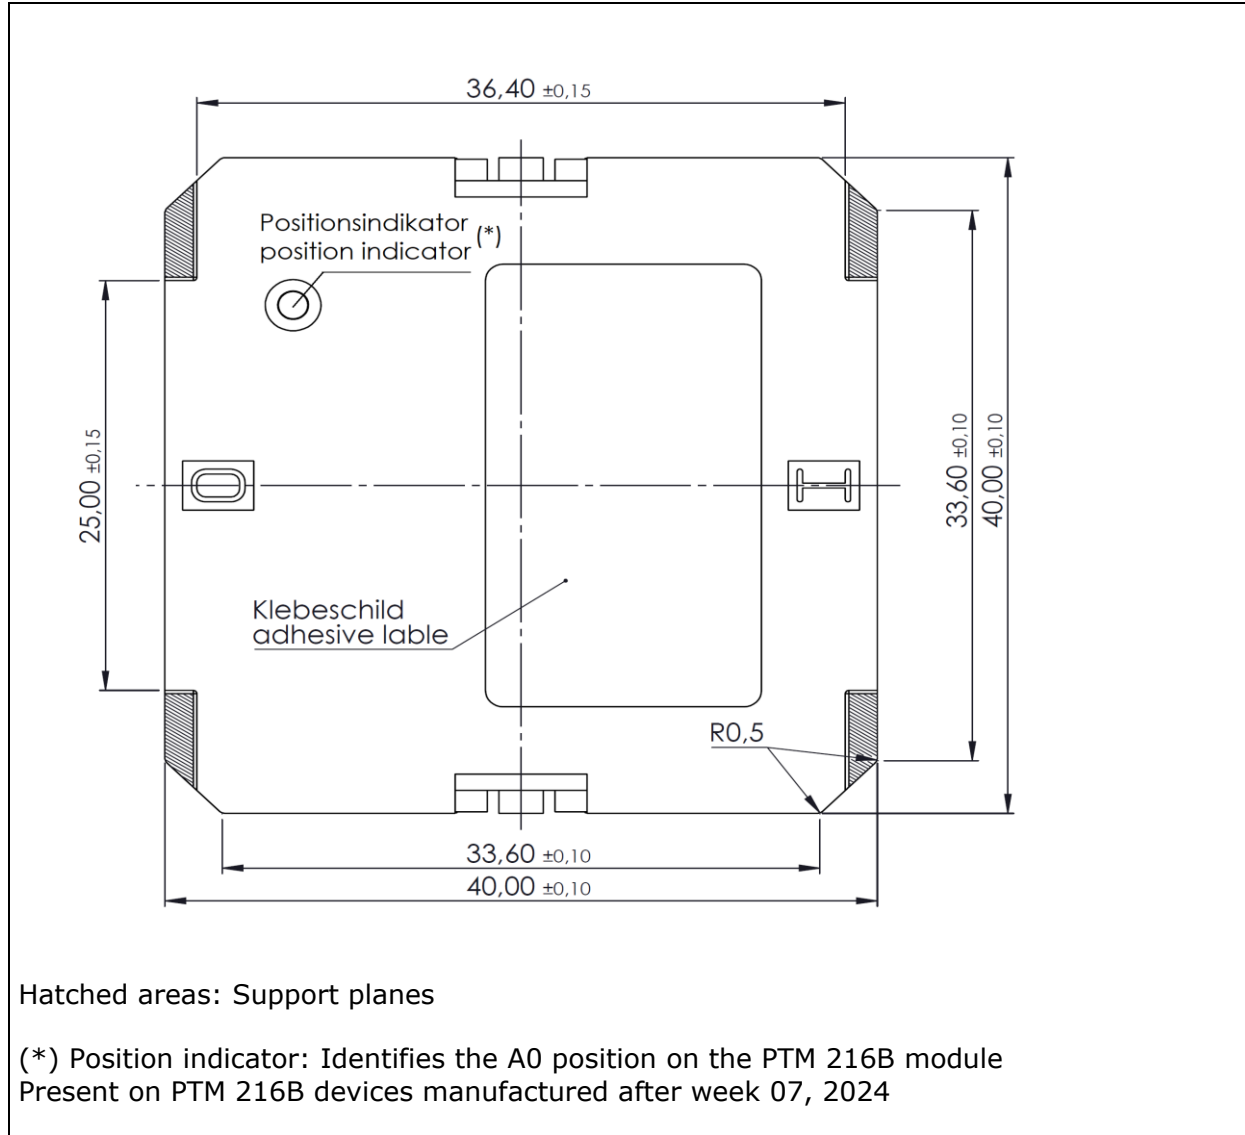 36,40 ±0,15
Positionsindikator
position indicator (*)
25,00 ±0,15
33,60 ±0,10
40,00 ±0,10
Klebeschild
adhesive lable
R0,5
33,60 ±0,10
40,00 ±0,10
Hatched areas: Support planes
(*) Position indicator: Identifies the A0 position on the PTM 216B module
Present on PTM 216B devices manufactured after week 07, 2024